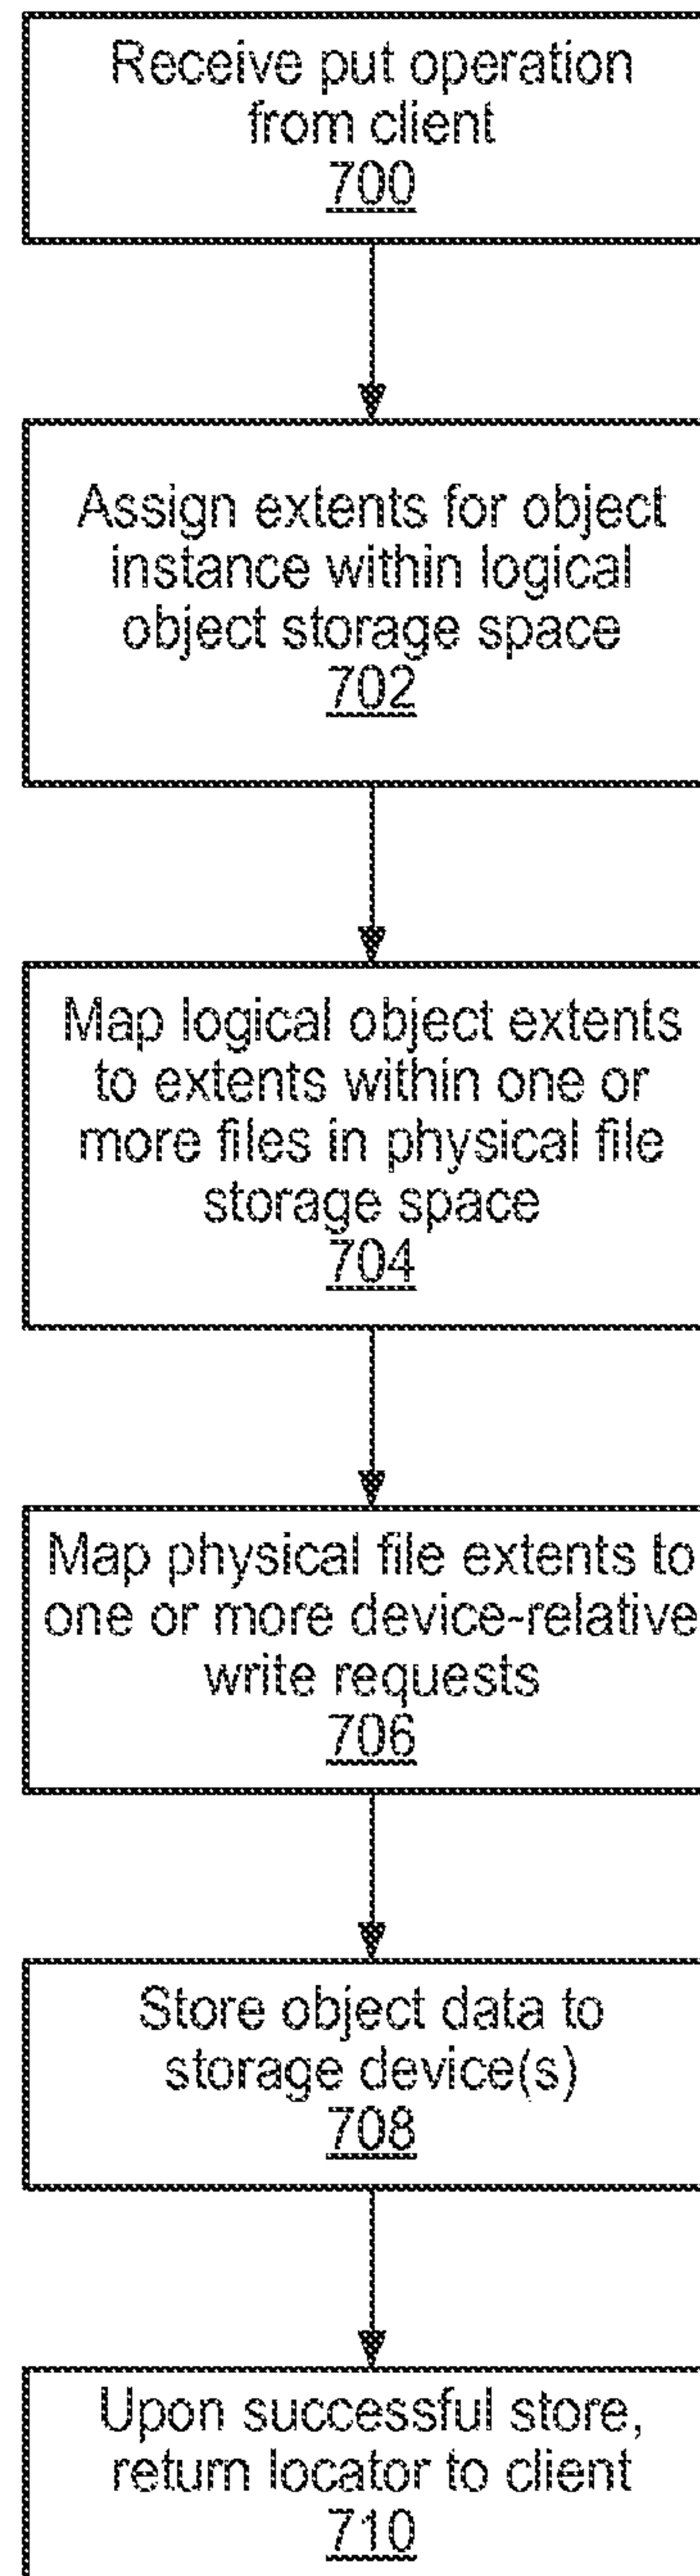 Receive put operation
from client
700
Assign extents for object
instance within logical
object storage space
702
Map logical object extents
to extents within one or
more files in physical file
storage space
704
Map physical file extents to
one or more device-relative
write requests
706
Store object data to
storage device(s)
708
Upon successful store,
return locator to client
710